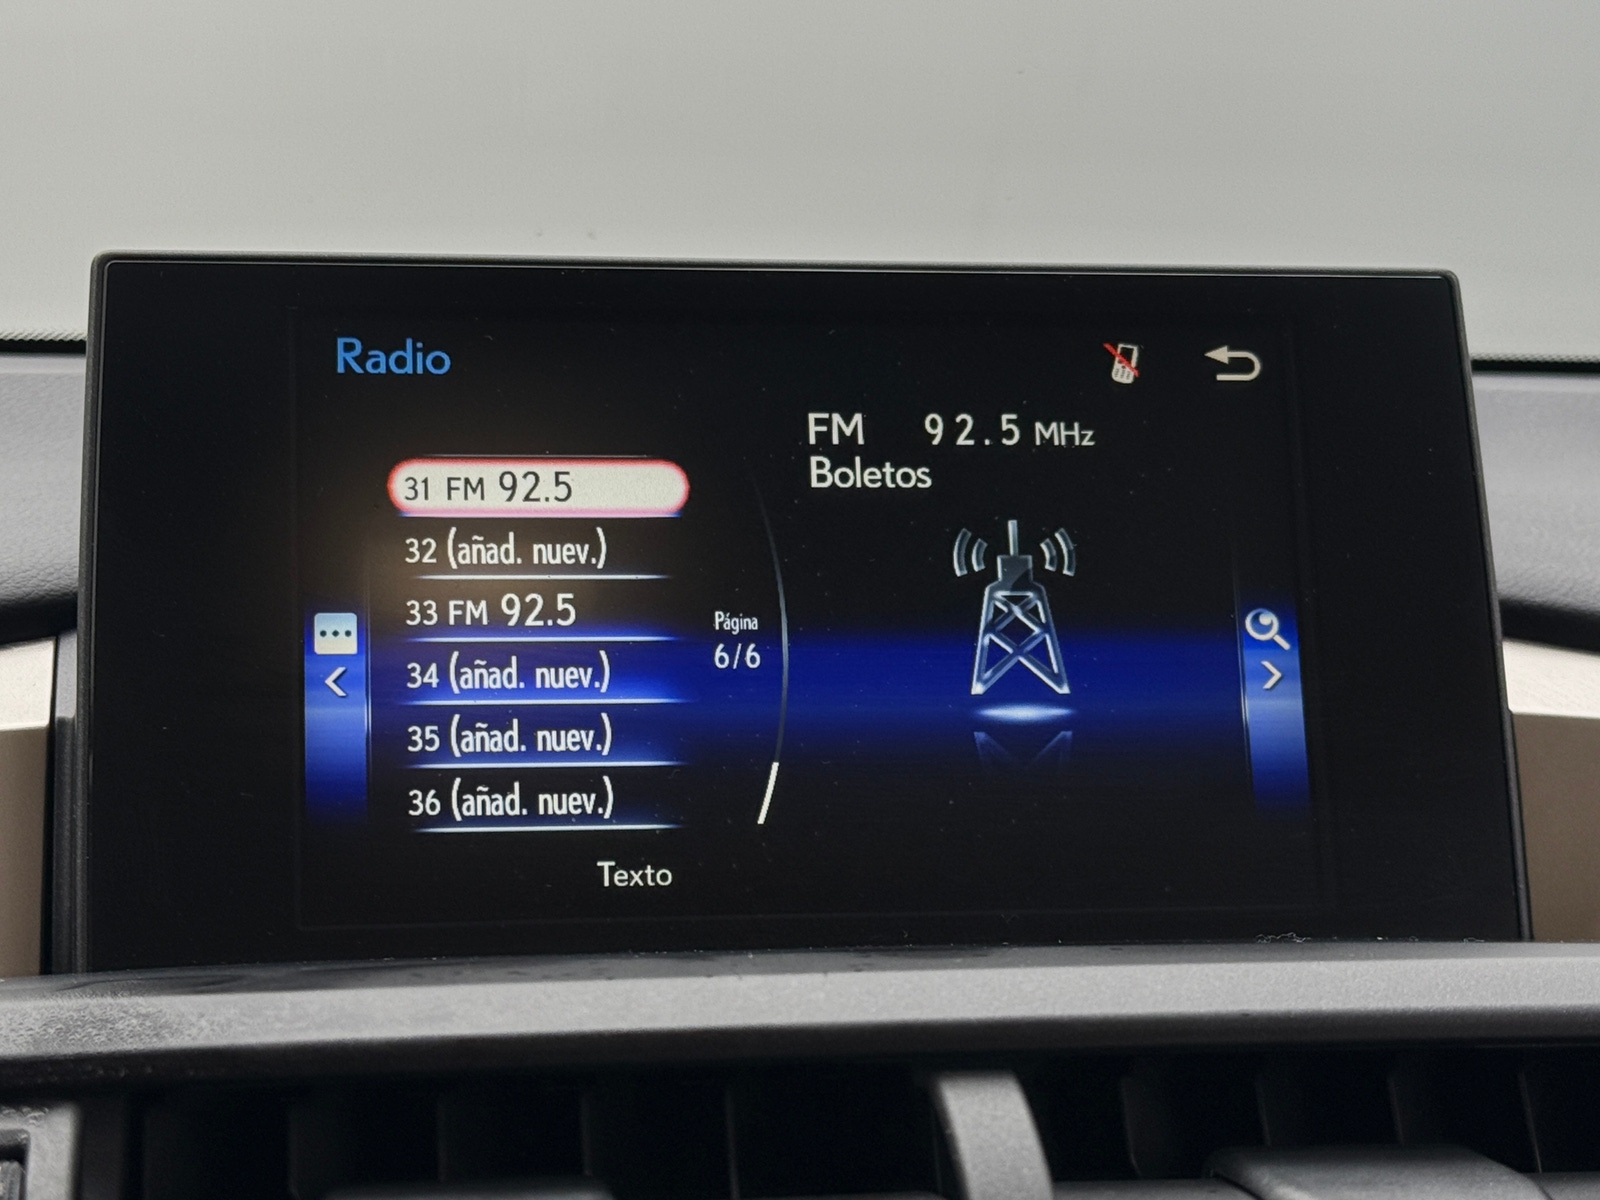 Radio
FM 92.5 MHz
Boletos
31 FM 92.5
32 (añad. nuev.)
33 FM 92.5
34 (añad. nuev.)
35 (añad. nuev.)
36 (añad. nuev.)
Página
6/6
Texto